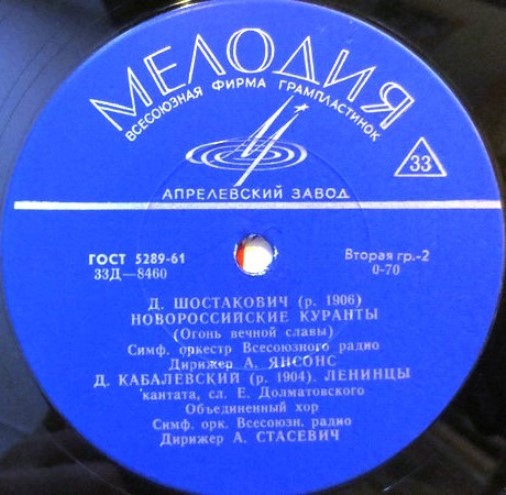 МЕЛОДИЯ
ВСЕСОЮЗНАЯ ФИРМА ГРАМПЛАСТИНОК
33
АПРЕЛЕВСКИЙ ЗАВОД
ГОСТ 5289-61
33Д—8460
Вторая гр.-2
0-70
Д. ШОСТАКОВИЧ (р. 1906)
НОВОРОССИЙСКИЕ КУРАНТЫ
(Огонь вечной славы)
Симф. оркестр Всесоюзного радио
Дирижер А. ЯНСОНС
Д. КАБАЛЕВСКИЙ (р. 1904). ЛЕНИНЦЫ
кантата, сл. Е. Долматовского
Объединенный хор
Симф. орк. Всесоюзн. радио
Дирижер А. СТАСЕВИЧ